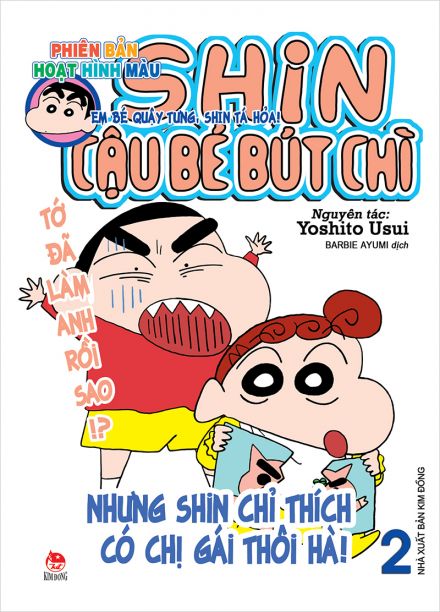 PHIÊN BẢN
HOẠT HÌNH MÀU
SHIN
EM BÉ QUẬY TƯNG, SHIN TÁ HỎA!
CẬU BÉ BÚT CHÌ
Nguyên tác:
Yoshito Usui
BARBIE AYUMI dịch
TỚ
ĐÃ
LÀM
ANH
RỒI
SAO
!?
NHƯNG SHIN CHỈ THÍCH
CÓ CHỊ GÁI THÔI HÀ!
2
NHÀ XUẤT BẢN KIM ĐỒNG
KIM ĐỒNG